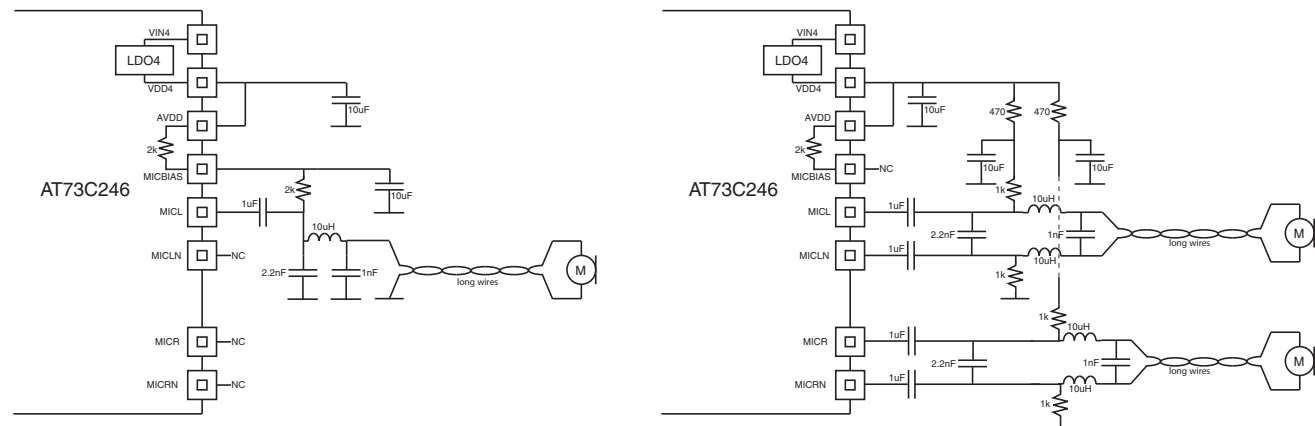 VIN4
LDO4
VDD4
10uF
AVDD
2k
MICBIAS
AT73C246
2k
10uF
1uF
MICL
10uH
MICLN
NC
2.2nF
1nF
M
long wires
MICR
NC
MICRN
NC
VIN4
LDO4
VDD4
10uF
470
470
AVDD
2k
10uF
10uF
MICBIAS
NC
AT73C246
1k
1uF
10uH
MICL
2.2nF
1nF
M
long wires
1uF
MICLN
10uH
1k
1k
10uH
1uF
MICR
2.2nF
1nF
M
long wires
1uF
MICRN
10uH
1k